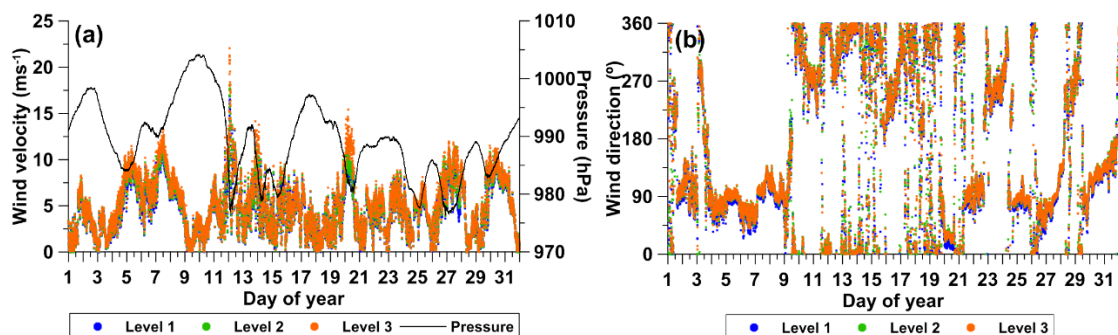 (a)
Wind velocity (ms⁻¹)
25
20
15
10
5
0
1010
1000
990
980
970
Pressure (hPa)
1 3 5 7 9 11 13 15 17 19 21 23 25 27 29 31
Day of year
Level 1 Level 2 Level 3 Pressure
(b)
Wind direction (º)
360
270
180
90
0
1 3 5 7 9 11 13 15 17 19 21 23 25 27 29 31
Day of year
Level 1 Level 2 Level 3